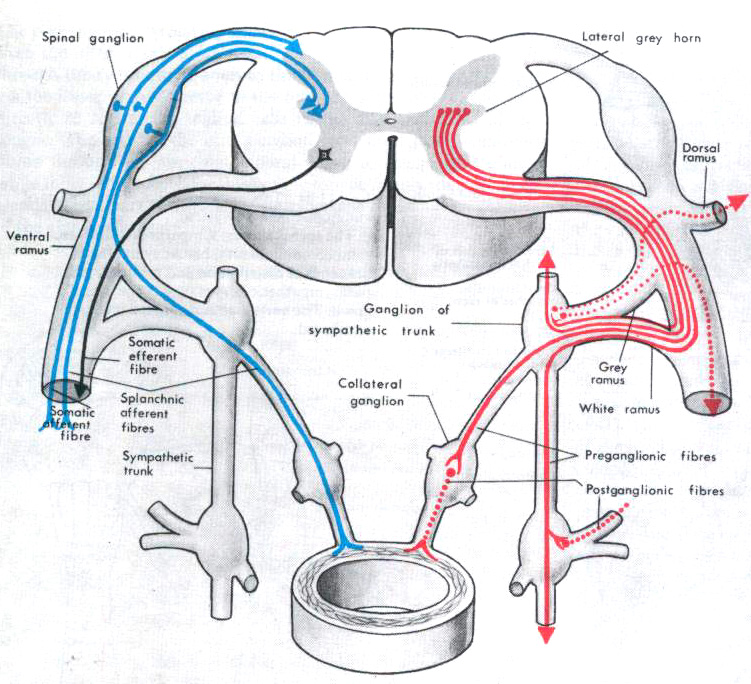 Spinal ganglion
Lateral grey horn
Dorsal
ramus
Ventral
ramus
Ganglion of
sympathetic trunk
Somatic
efferent
fibre
Grey
ramus
Collateral
ganglion
Splanchnic
afferent
fibres
White ramus
Somatic
afferent
fibre
Sympathetic
trunk
Preganglionic fibres
Postganglionic fibres